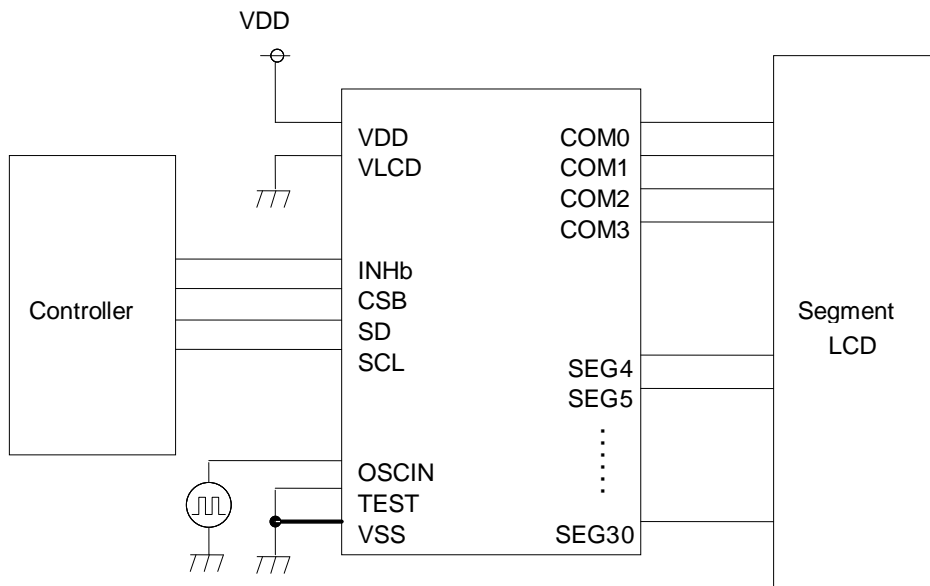 VDD
VDD
VLCD
INHb
CSB
SD
SCL
OSCIN
TEST
VSS
COM0
COM1
COM2
COM3
SEG4
SEG5
SEG30
Controller
Segment
LCD